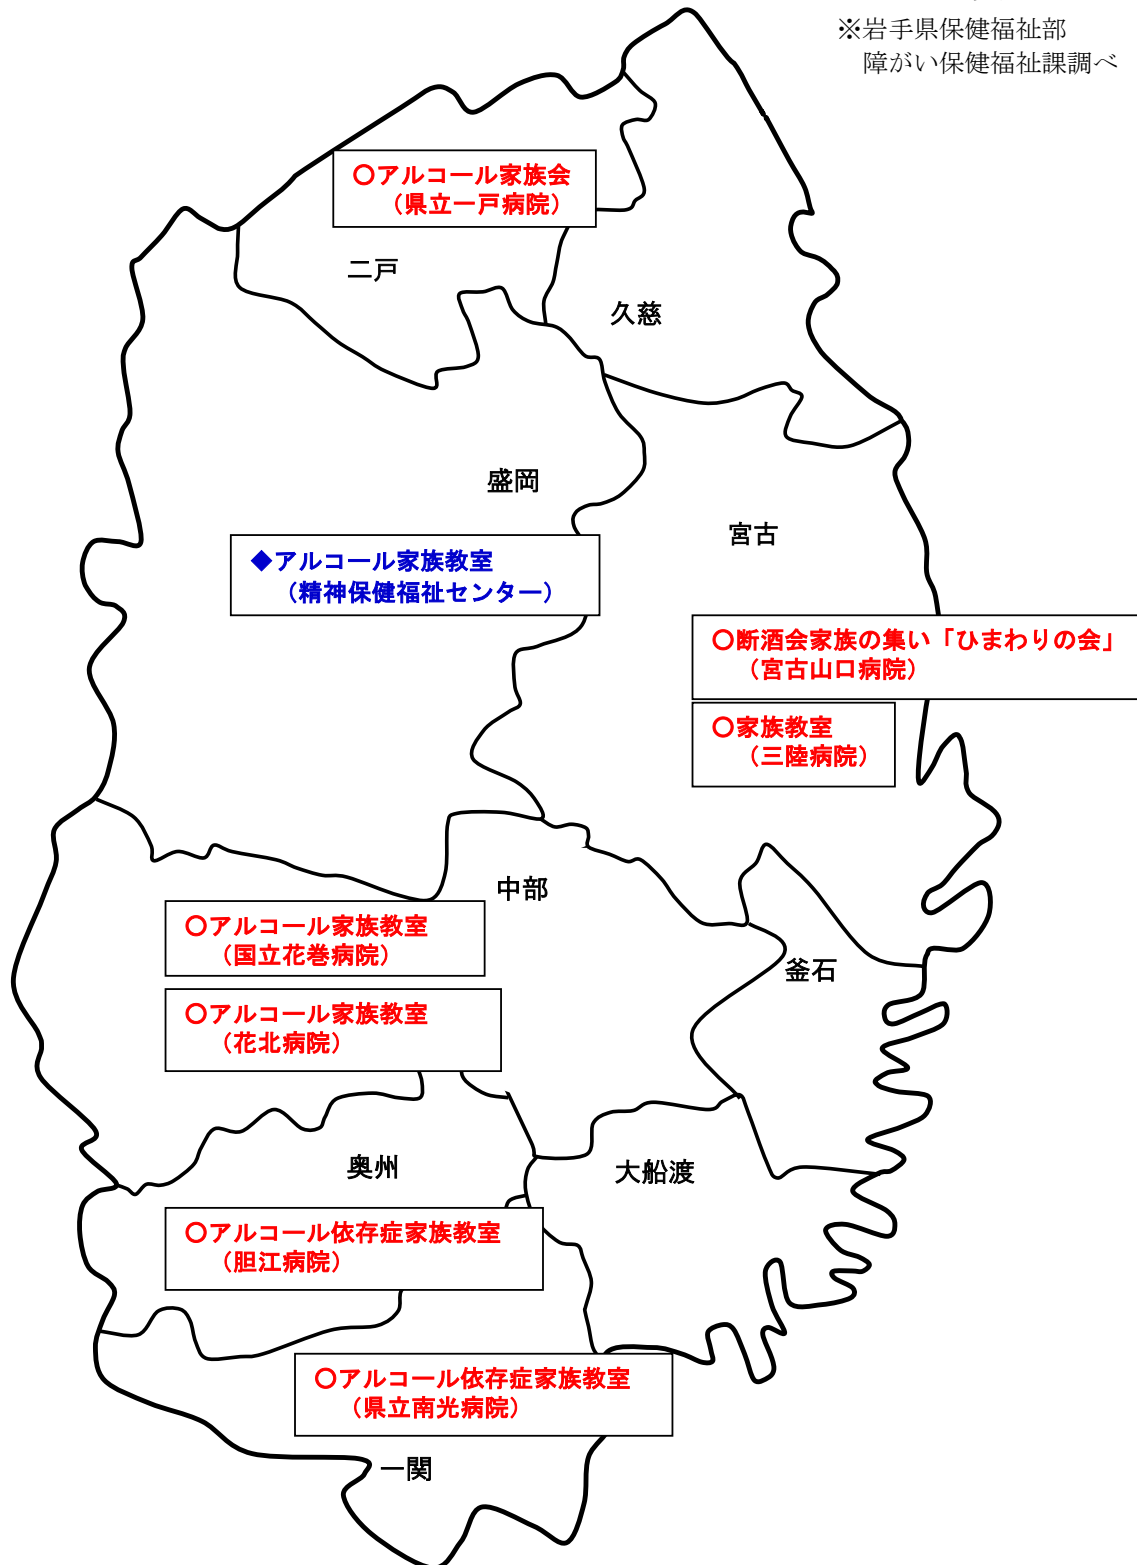 ※岩手県保健福祉部
障がい保健福祉課調べ
○アルコール家族会
（県立一戸病院）
二戸
久慈
盛岡
宮古
◆アルコール家族教室
（精神保健福祉センター）
○断酒会家族の集い「ひまわりの会」
（宮古山口病院）
○家族教室
（三陸病院）
中部
○アルコール家族教室
（国立花巻病院）
釜石
○アルコール家族教室
（花北病院）
奥州
大船渡
○アルコール依存症家族教室
（胆江病院）
○アルコール依存症家族教室
（県立南光病院）
一関